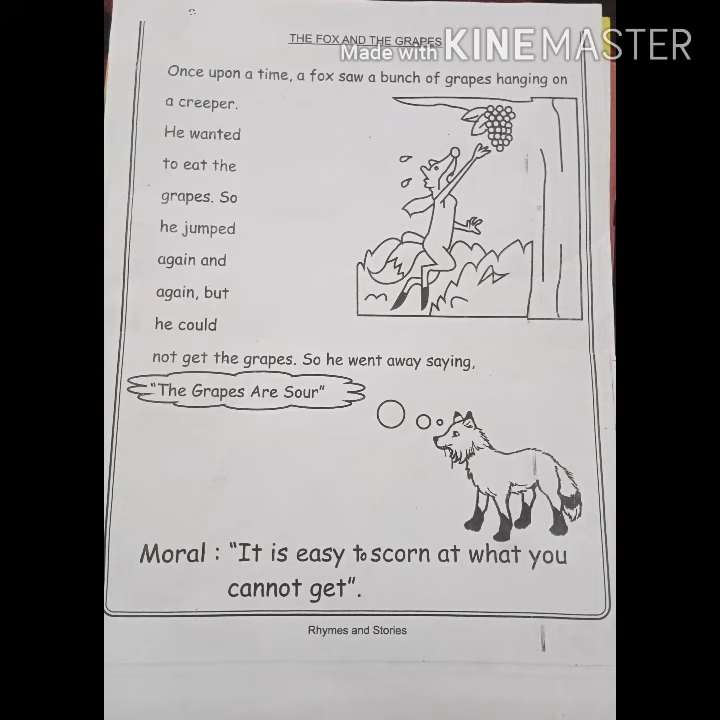 THE FOX AND THE GRAPES
Made with KINEMASTER
Once upon a time, a fox saw a bunch of grapes hanging on
a creeper.
He wanted
to eat the
grapes. So
he jumped
again and
again, but
he could
not get the grapes. So he went away saying,
"The Grapes Are Sour"
Moral : "It is easy to scorn at what you
cannot get".
Rhymes and Stories